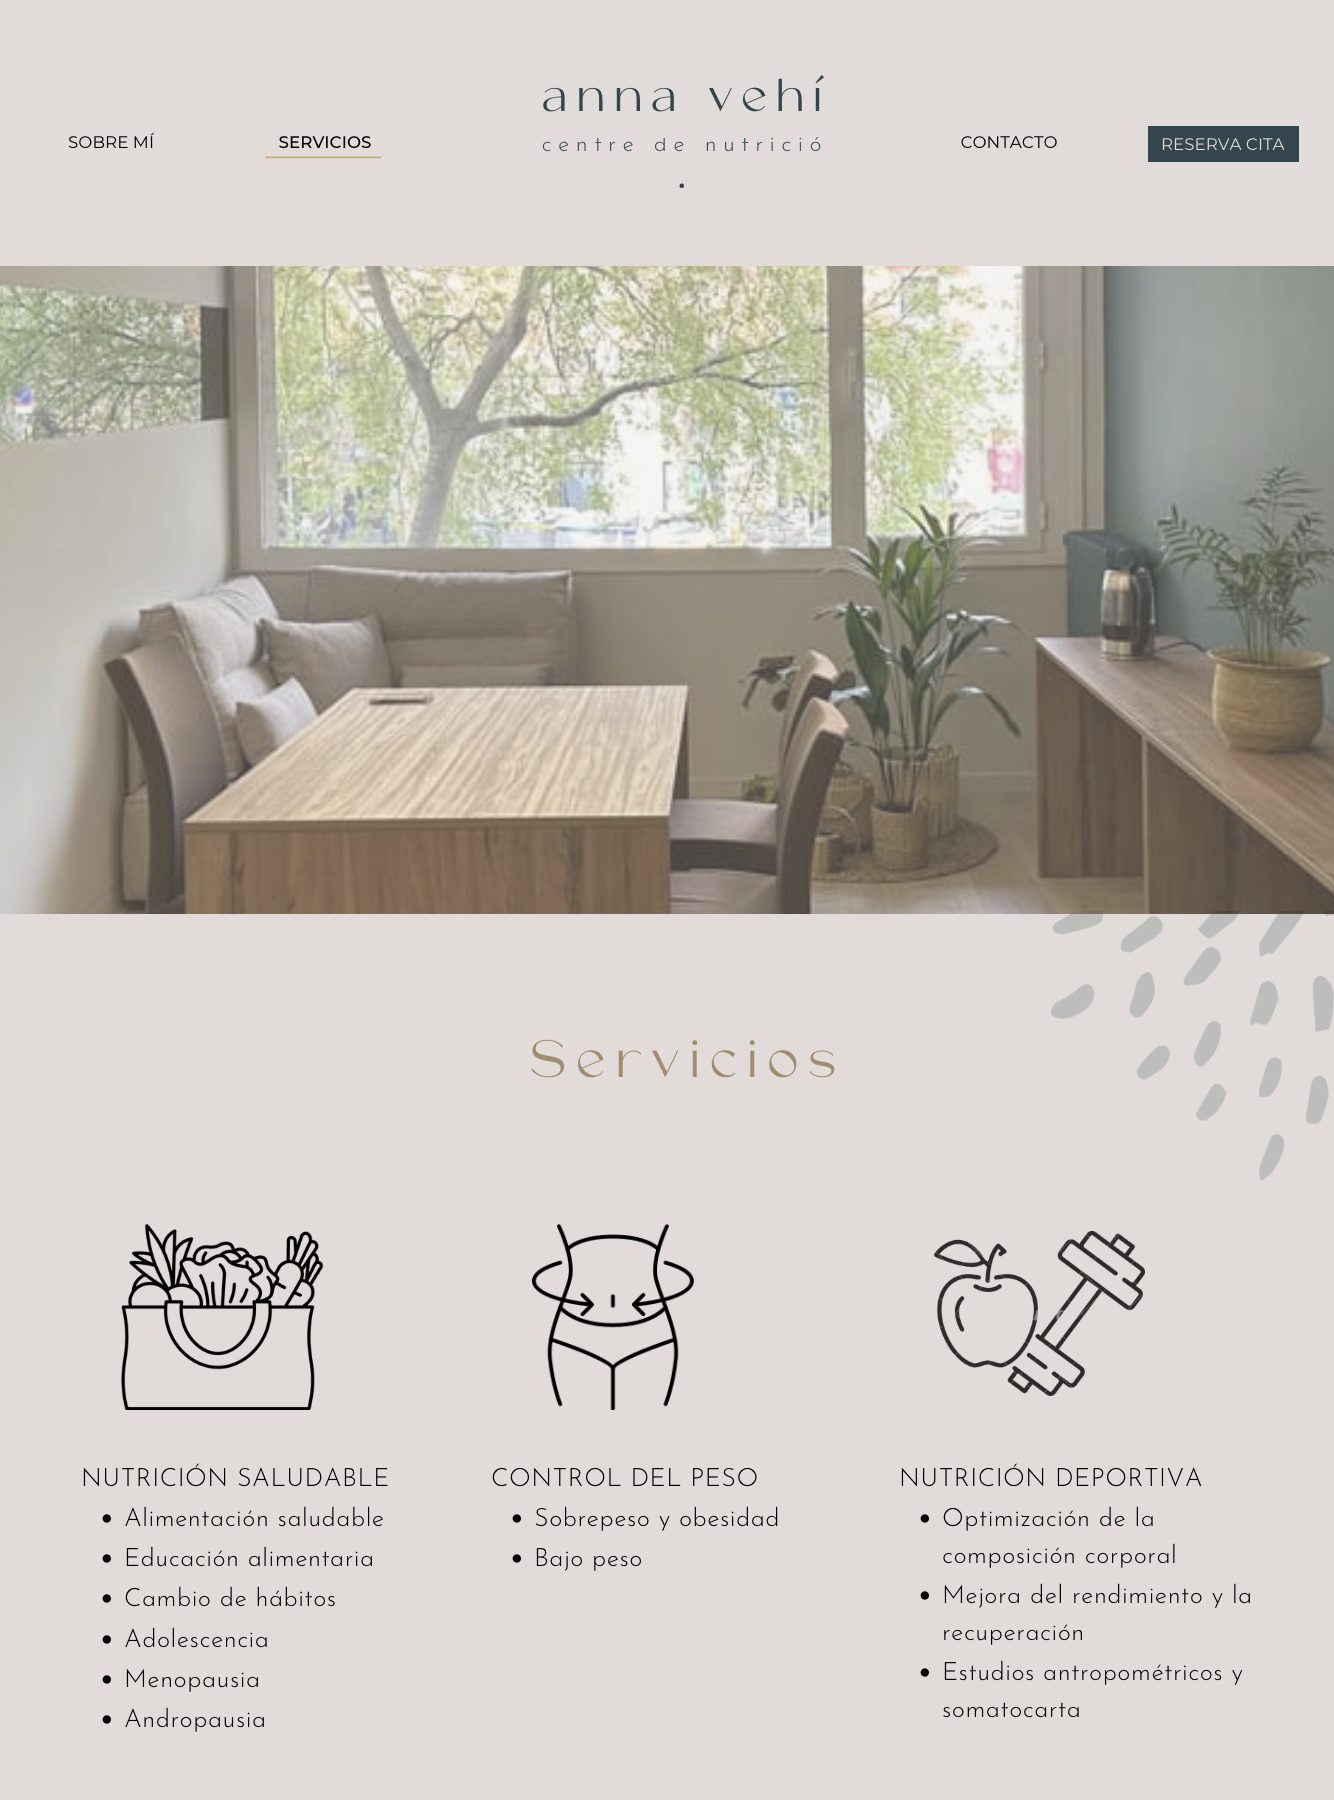 SOBRE MÍ
SERVICIOS
anna vehí
centre de nutrició
CONTACTO
RESERVA CITA
Servicios
NUTRICIÓN SALUDABLE
• Alimentación saludable
• Educación alimentaria
• Cambio de hábitos
• Adolescencia
• Menopausia
• Andropausia
CONTROL DEL PESO
• Sobrepeso y obesidad
• Bajo peso
NUTRICIÓN DEPORTIVA
• Optimización de la
composición corporal
• Mejora del rendimiento y la
recuperación
• Estudios antropométricos y
somatocarta